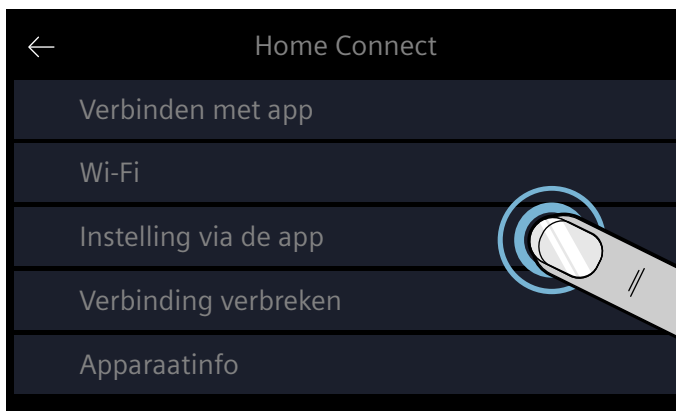 Home Connect
Verbinden met app
Wi-Fi
Instelling via de app
Verbinding verbreken
Apparaatinfo